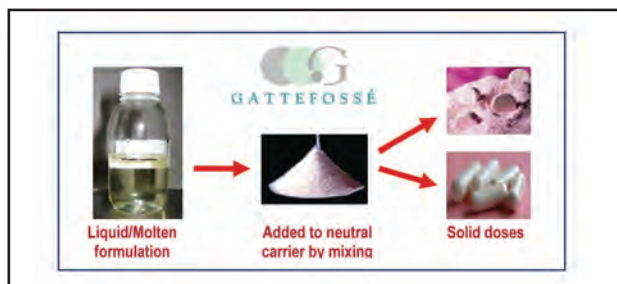 G
GATTEFOSSÉ
Liquid/Molten
formulation
Added to neutral
carrier by mixing
Solid doses